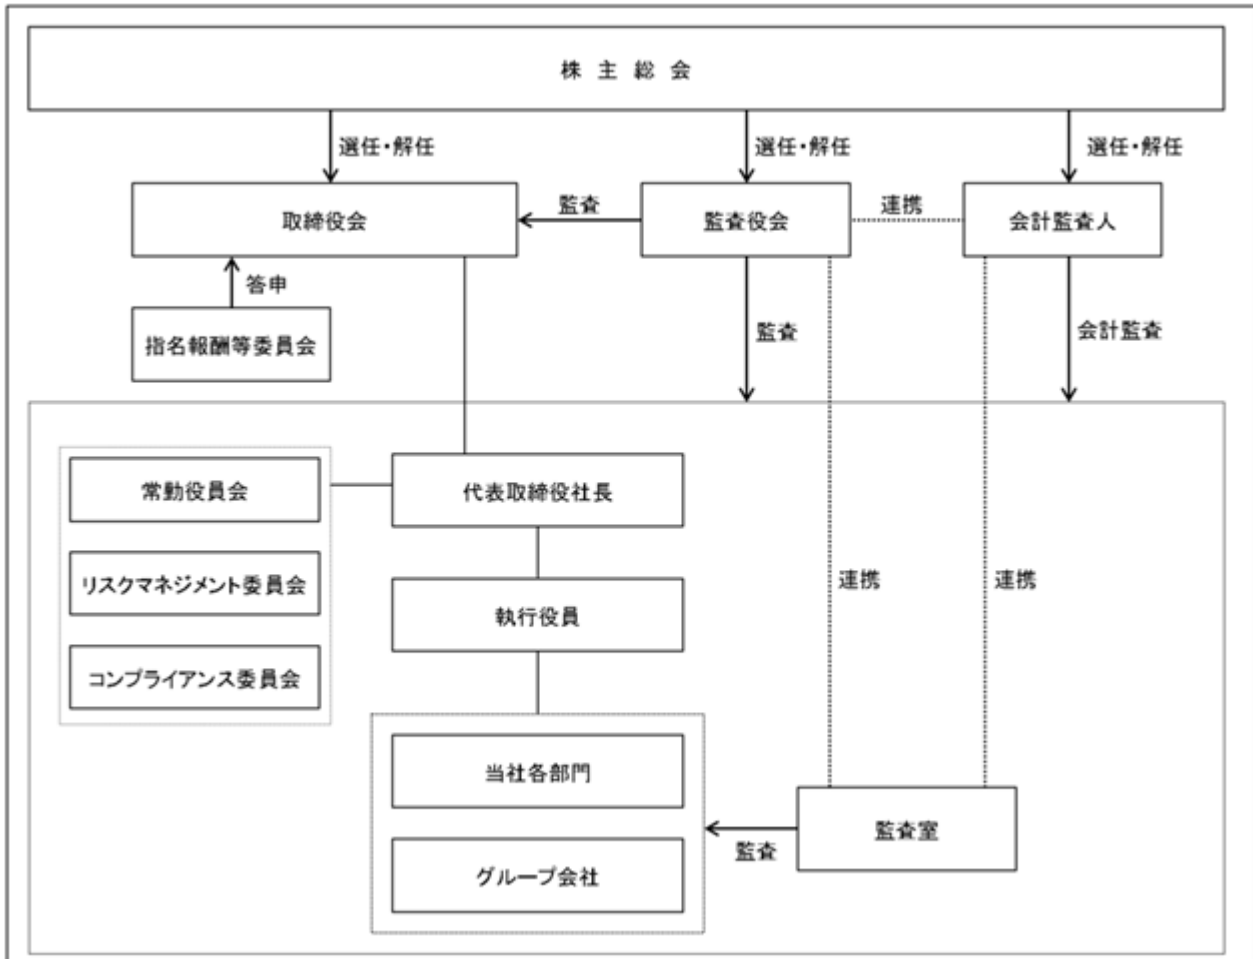 株 主 総 会
選任・解任
選任・解任
選任・解任
取締役会
監査
監査役会
連携
会計監査人
答申
指名報酬等委員会
監査
会計監査
常勤役員会
代表取締役社長
リスクマネジメント委員会
執行役員
連携
連携
コンプライアンス委員会
当社各部門
監査室
監査
グループ会社